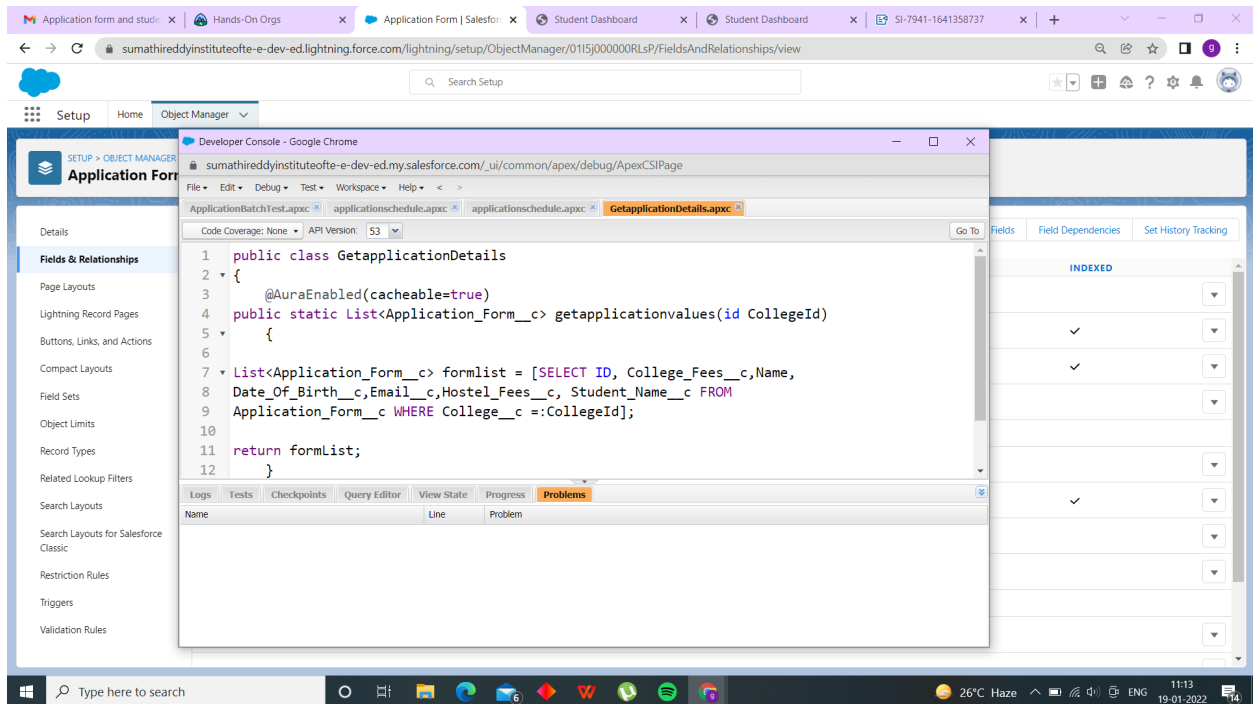 Application form and stude
Hands-On Orgs
Application Form | Salesforc
Student Dashboard
Student Dashboard
SI-7941-1641358737
sumathireddyinstituteofte-e-dev-ed.lightning.force.com/lightning/setup/ObjectManager/01I5j000000RLsP/FieldsAndRelationships/view
g
Search Setup
Setup
Home
Object Manager
SETUP > OBJECT MANAGER
Application For
Developer Console - Google Chrome
sumathireddyinstituteofte-e-dev-ed.my.salesforce.com/_ui/common/apex/debug/ApexCSIPage
File Edit Debug Test Workspace Help < >
ApplicationBatchTest.apxc
applicationschedule.apxc
applicationschedule.apxc
GetapplicationDetails.apxc
Code Coverage: None
API Version: 53
Go To
1 public class GetapplicationDetails
2 {
3 @AuraEnabled(cacheable=true)
4 public static List<Application_Form__c> getapplicationvalues(id CollegeId)
5 {
6
7 List<Application_Form__c> formlist = [SELECT ID, College_Fees__c,Name,
8 Date_Of_Birth__c,Email__c,Hostel_Fees__c, Student_Name__c FROM
9 Application_Form__c WHERE College__c =:CollegeId];
10
11 return formList;
12 }
Logs Tests Checkpoints Query Editor View State Progress Problems
Name Line Problem
Details
Fields & Relationships
Page Layouts
Lightning Record Pages
Buttons, Links, and Actions
Compact Layouts
Field Sets
Object Limits
Record Types
Related Lookup Filters
Search Layouts
Search Layouts for Salesforce
Classic
Restriction Rules
Triggers
Validation Rules
Fields
Field Dependencies
Set History Tracking
INDEXED
Type here to search
6
W
g
26°C Haze
ENG
11:13
19-01-2022
14